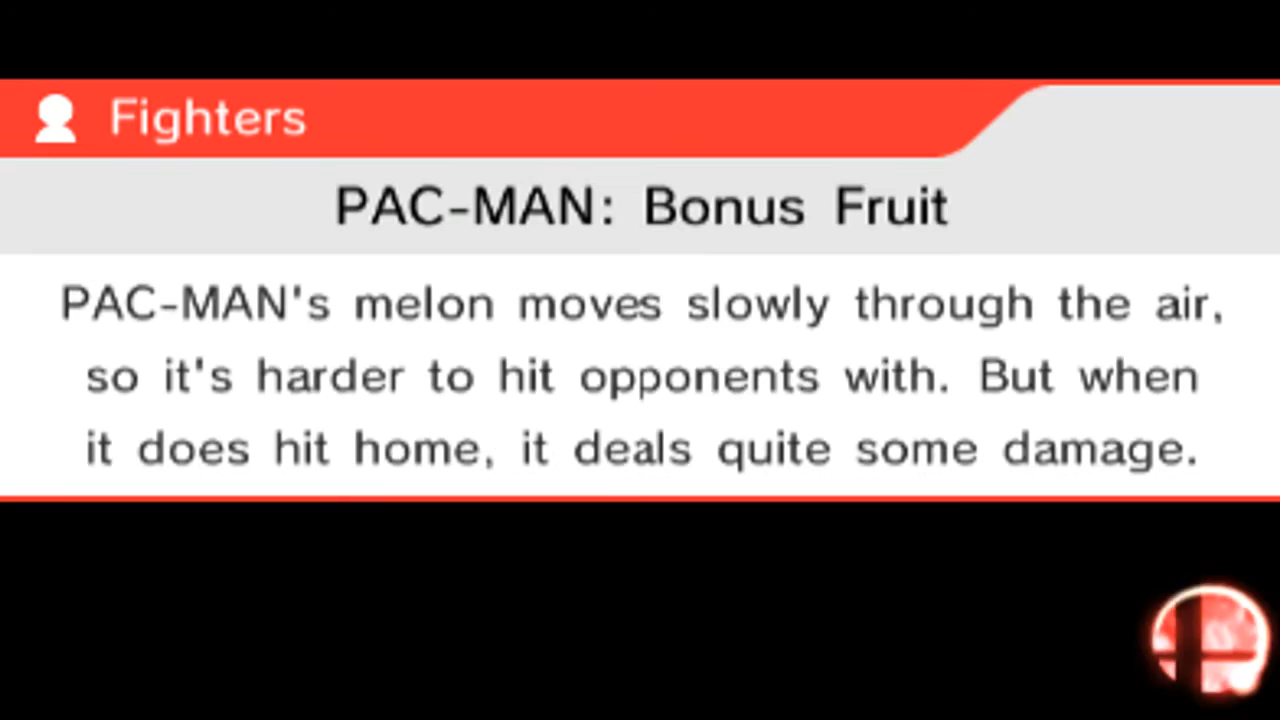 Fighters
PAC-MAN: Bonus Fruit
PAC-MAN's melon moves slowly through the air,
so it's harder to hit opponents with. But when
it does hit home, it deals quite some damage.